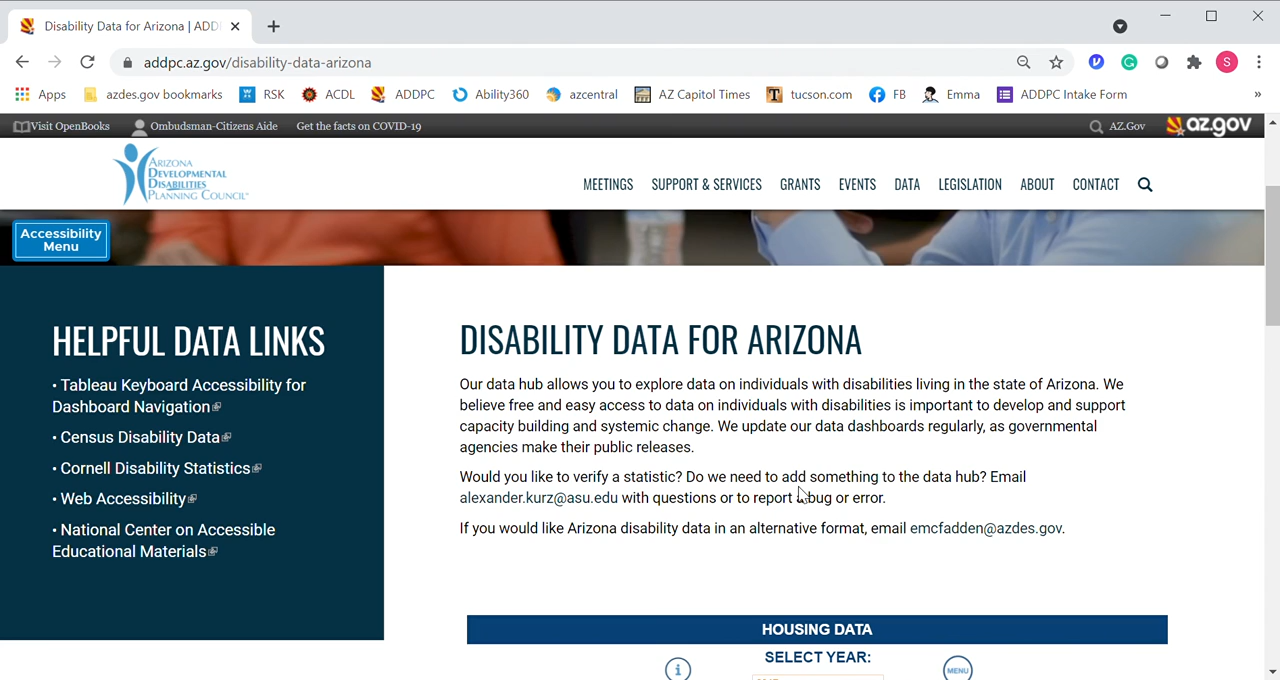 Disability Data for Arizona | ADD
addpc.az.gov/disability-data-arizona
S
Apps
azdes.gov bookmarks
RSK
ACDL
ADDPC
Ability360
azcentral
AZ Capitol Times
tucson.com
FB
Emma
ADDPC Intake Form
»
Visit OpenBooks
Ombudsman-Citizens Aide
Get the facts on COVID-19
AZ.Gov
az.gov
ARIZONA
DEVELOPMENTAL
DISABILITIES
PLANNING COUNCIL
MEETINGS
SUPPORT & SERVICES
GRANTS
EVENTS
DATA
LEGISLATION
ABOUT
CONTACT
Accessibility
Menu
HELPFUL DATA LINKS
• Tableau Keyboard Accessibility for
Dashboard Navigation
• Census Disability Data
• Cornell Disability Statistics
• Web Accessibility
• National Center on Accessible
Educational Materials
DISABILITY DATA FOR ARIZONA
Our data hub allows you to explore data on individuals with disabilities living in the state of Arizona. We
believe free and easy access to data on individuals with disabilities is important to develop and support
capacity building and systemic change. We update our data dashboards regularly, as governmental
agencies make their public releases.
Would you like to verify a statistic? Do we need to add something to the data hub? Email
alexander.kurz@asu.edu with questions or to report a bug or error.
If you would like Arizona disability data in an alternative format, email emcfadden@azdes.gov.
HOUSING DATA
SELECT YEAR:
i
MENU